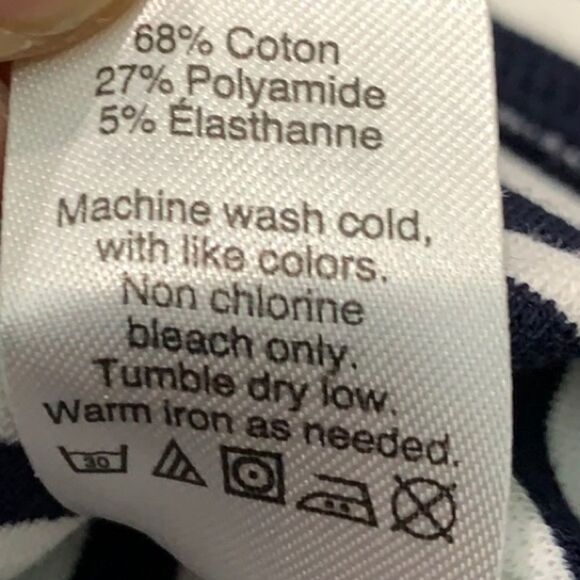 68% Coton
27% Polyamide
5% Élasthanne
Machine wash cold,
with like colors.
Non chlorine
bleach only.
Tumble dry low.
Warm iron as needed.
30